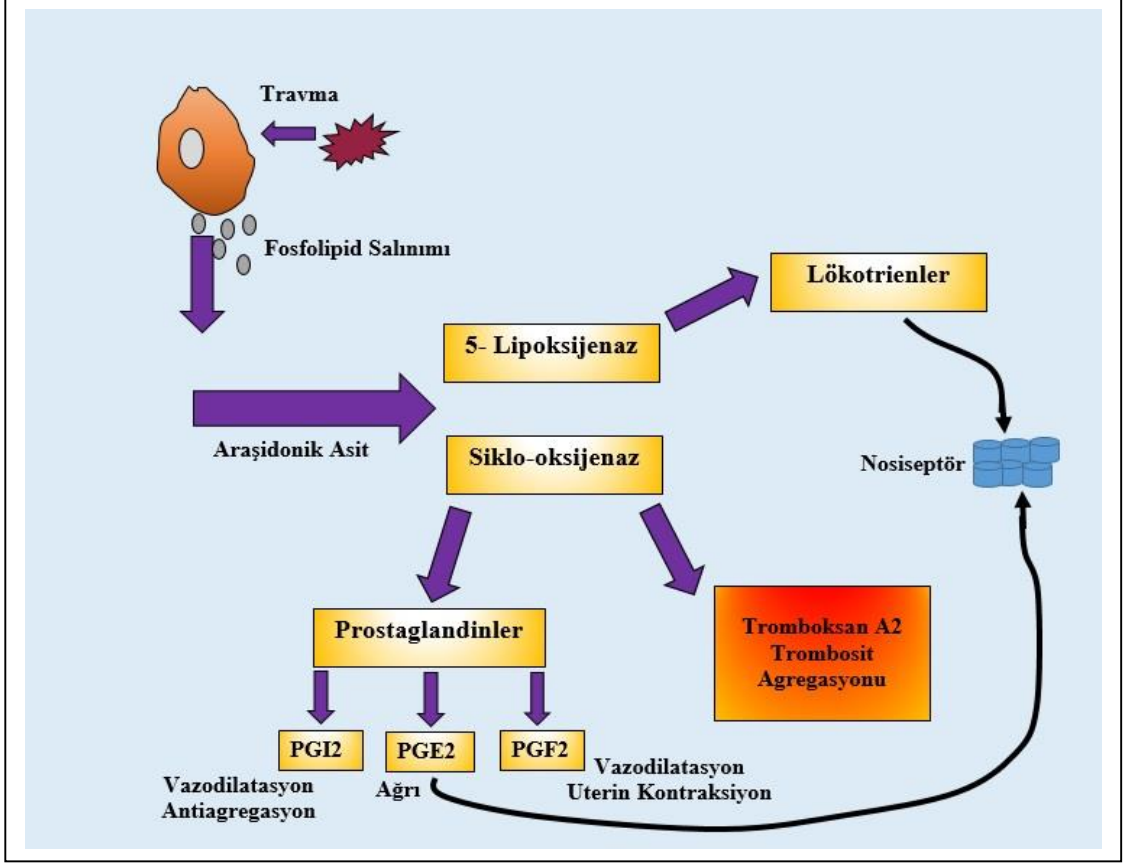 Travma
Fosfolipid Salınımı
Lökotrienler
5- Lipoksijenaz
Araşidonik Asit
Siklo-oksijenaz
Nosiseptör
Prostaglandinler
Tromboksan A2
Trombosit
Agregasyonu
PGI2
PGE2
PGF2
Vazodilatasyon
Antiagregasyon
Ağrı
Vazodilatasyon
Uterin Kontraksiyon